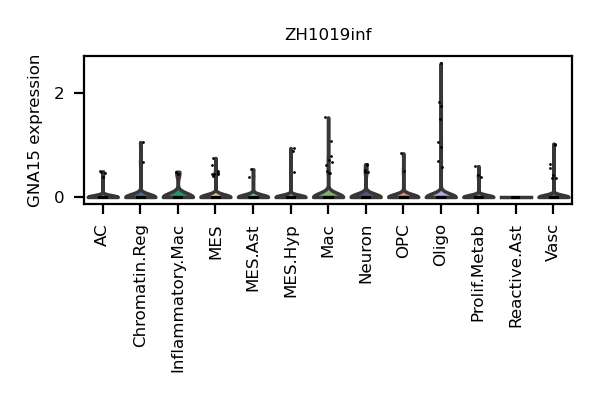 ZH1019inf
GNA15 expression
2
0
AC
Chromatin.Reg
Inflammatory.Mac
MES
MES.Ast
MES.Hyp
Mac
Neuron
OPC
Oligo
Prolif.Metab
Reactive.Ast
Vasc